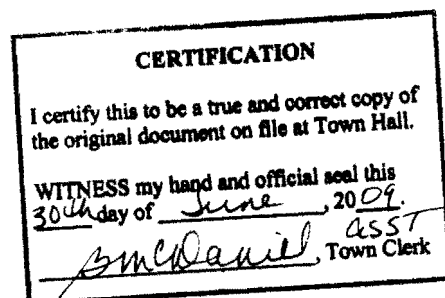 CERTIFICATION
I certify this to be a true and correct copy of
the original document on file at Town Hall.
WITNESS my hand and official seal this
30th day of June, 2009.
asst
BMcDaniel, Town Clerk